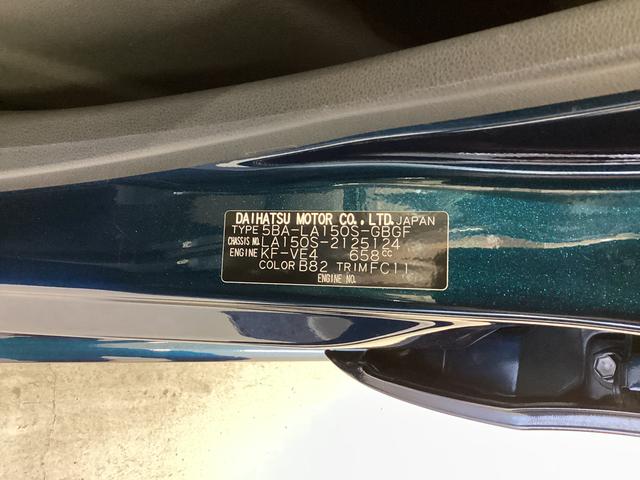 DAIHATSU MOTOR CO.,LTD. JAPAN
TYPE 5BA-LA150S-GBGF
CHASSIS NO. LA150S-2125124
ENGINE KF-VE4 658cc
COLOR B82 TRIM FC11
ENGINE NO.